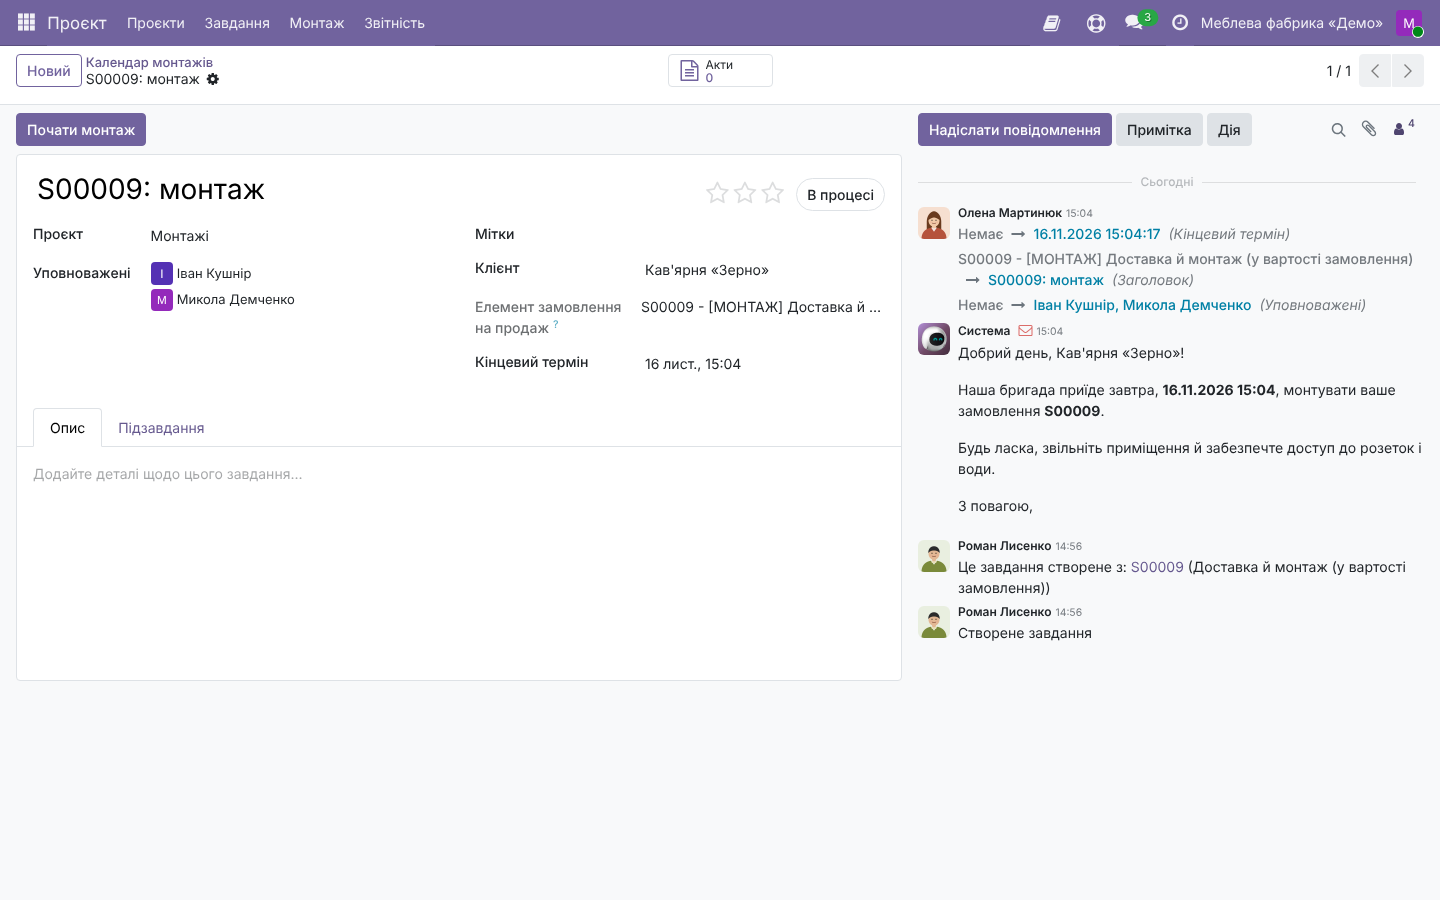 Проєкт Проєкти Завдання Монтаж Звітність 3 Меблева фабрика «Демо» M
Новий Календар монтажів
S00009: монтаж
Акти
0
1 / 1
Почати монтаж
Надіслати повідомлення Примітка Дія 4
S00009: монтаж
В процесі
Проєкт Монтажі
Уповноважені І Іван Кушнір
М Микола Демченко
Мітки
Клієнт Кав'ярня «Зерно»
Елемент замовлення на продаж ? S00009 - [МОНТАЖ] Доставка й ...
Кінцевий термін 16 лист., 15:04
Опис Підзавдання
Додайте деталі щодо цього завдання...
Сьогодні
Олена Мартинюк 15:04
Немає → 16.11.2026 15:04:17 (Кінцевий термін)
S00009 - [МОНТАЖ] Доставка й монтаж (у вартості замовлення)
→ S00009: монтаж (Заголовок)
Немає → Іван Кушнір, Микола Демченко (Уповноважені)
Система 15:04
Добрий день, Кав'ярня «Зерно»!
Наша бригада приїде завтра, 16.11.2026 15:04, монтувати ваше
замовлення S00009.
Будь ласка, звільніть приміщення й забезпечте доступ до розеток і
води.
З повагою,
Роман Лисенко 14:56
Це завдання створене з: S00009 (Доставка й монтаж (у вартості
замовлення))
Роман Лисенко 14:56
Створене завдання